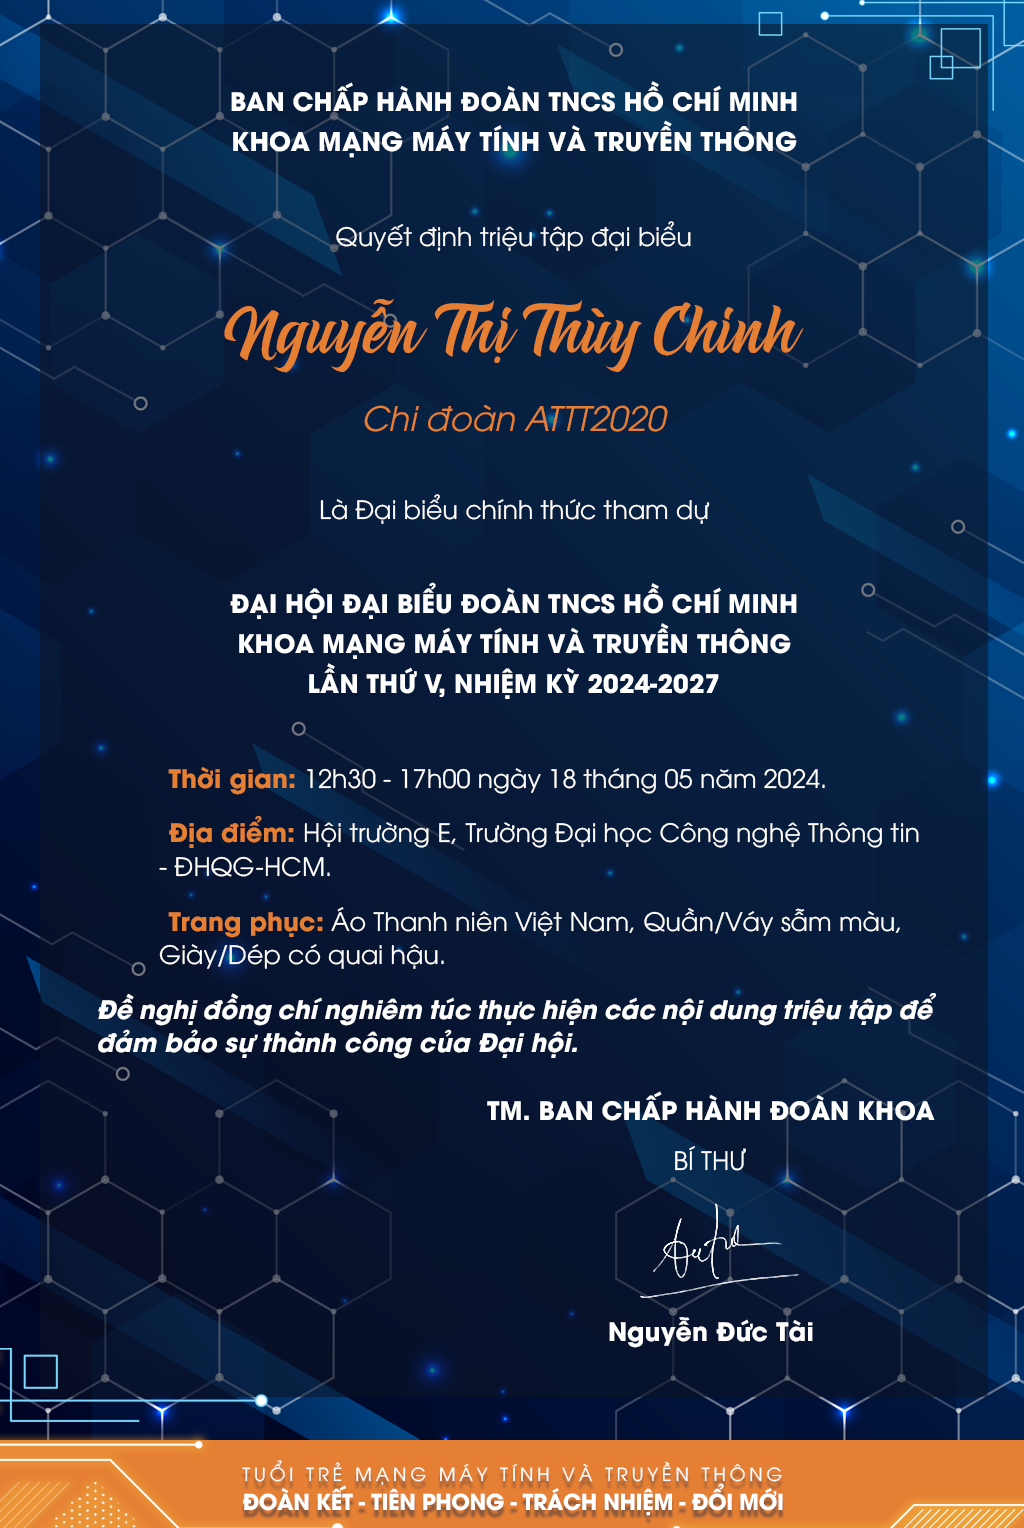 BAN CHẤP HÀNH ĐOÀN TNCS HỒ CHÍ MINH
KHOA MẠNG MÁY TÍNH VÀ TRUYỀN THÔNG
Quyết định triệu tập đại biểu
Nguyễn Thị Thùy Chinh
Chi đoàn ATTT2020
Là Đại biểu chính thức tham dự
ĐẠI HỘI ĐẠI BIỂU ĐOÀN TNCS HỒ CHÍ MINH
KHOA MẠNG MÁY TÍNH VÀ TRUYỀN THÔNG
LẦN THỨ V, NHIỆM KỲ 2024-2027
Thời gian: 12h30 - 17h00 ngày 18 tháng 05 năm 2024.
Địa điểm: Hội trường E, Trường Đại học Công nghệ Thông tin
- ĐHQG-HCM.
Trang phục: Áo Thanh niên Việt Nam, Quần/Váy sẫm màu,
Giày/Dép có quai hậu.
Đề nghị đồng chí nghiêm túc thực hiện các nội dung triệu tập để
đảm bảo sự thành công của Đại hội.
TM. BAN CHẤP HÀNH ĐOÀN KHOA
BÍ THƯ
Nguyễn Đức Tài
TUỔI TRẺ MẠNG MÁY TÍNH VÀ TRUYỀN THÔNG
ĐOÀN KẾT - TIÊN PHONG - TRÁCH NHIỆM - ĐỔI MỚI